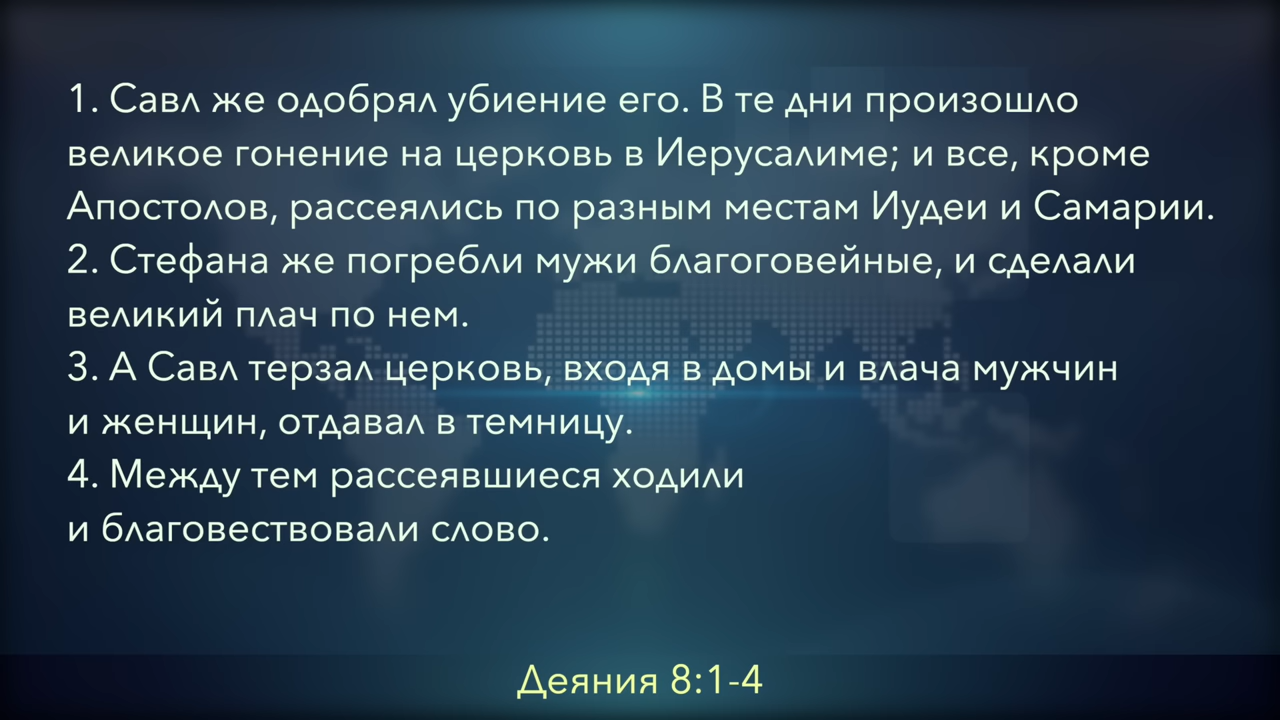 1. Савл же одобрял убиение его. В те дни произошло
великое гонение на церковь в Иерусалиме; и все, кроме
Апостолов, рассеялись по разным местам Иудеи и Самарии.
2. Стефана же погребли мужи благоговейные, и сделали
великий плач по нем.
3. А Савл терзал церковь, входя в домы и влача мужчин
и женщин, отдавал в темницу.
4. Между тем рассеявшиеся ходили
и благовествовали слово.
Деяния 8:1-4